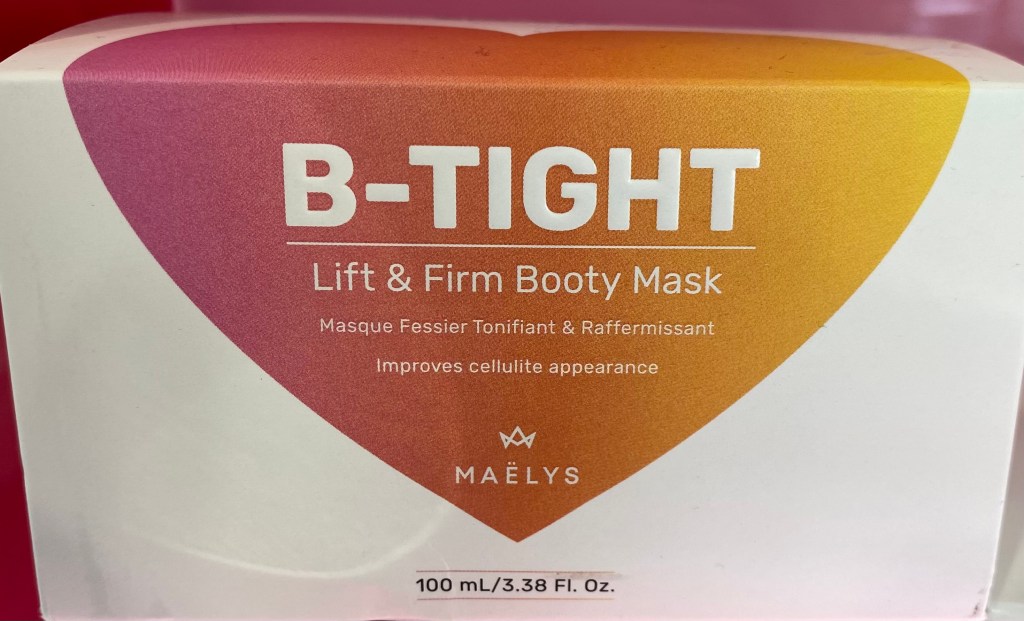 B-TIGHT
Lift & Firm Booty Mask
Masque Fessier Tonifiant & Raffermissant
Improves cellulite appearance
MAËLYS
100 mL/3.38 Fl. Oz.